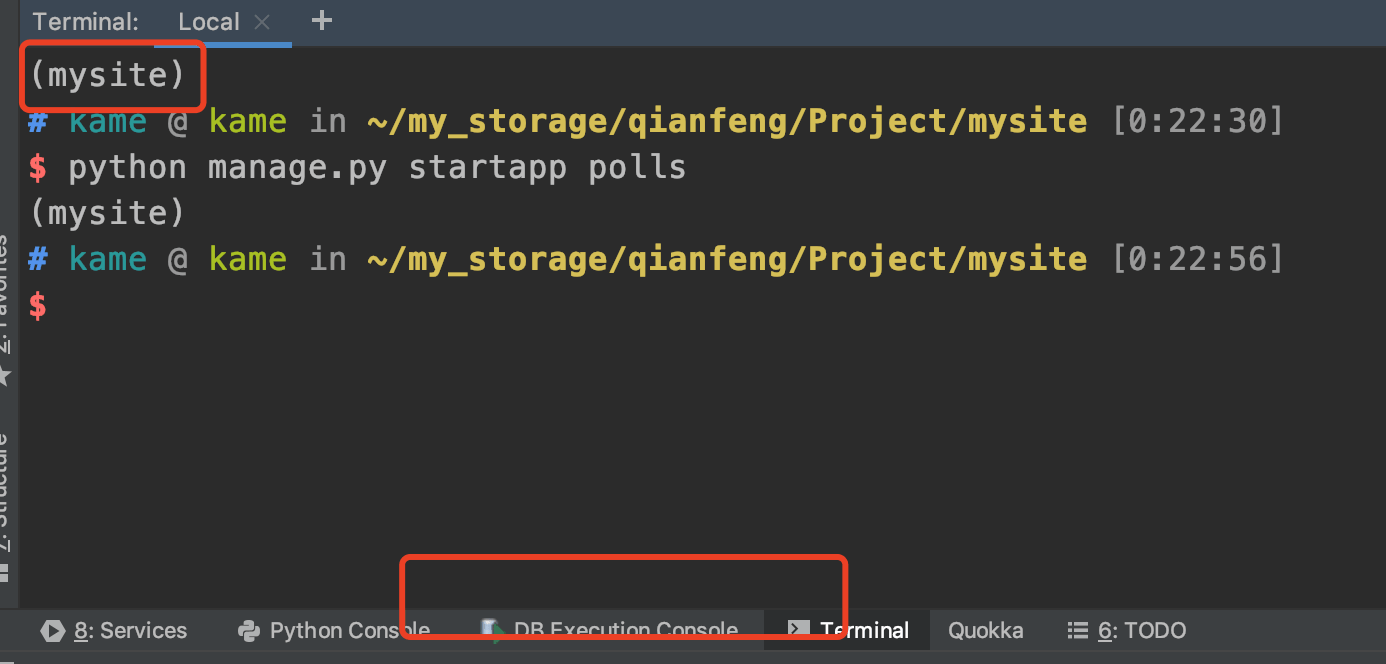 Terminal: Local × +
(mysite)
# kame @ kame in ~/my_storage/qianfeng/Project/mysite [0:22:30]
$ python manage.py startapp polls
(mysite)
# kame @ kame in ~/my_storage/qianfeng/Project/mysite [0:22:56]
$
2: Favorites
7: Structure
8: Services Python Console DB Execution Console Terminal Quokka 6: TODO